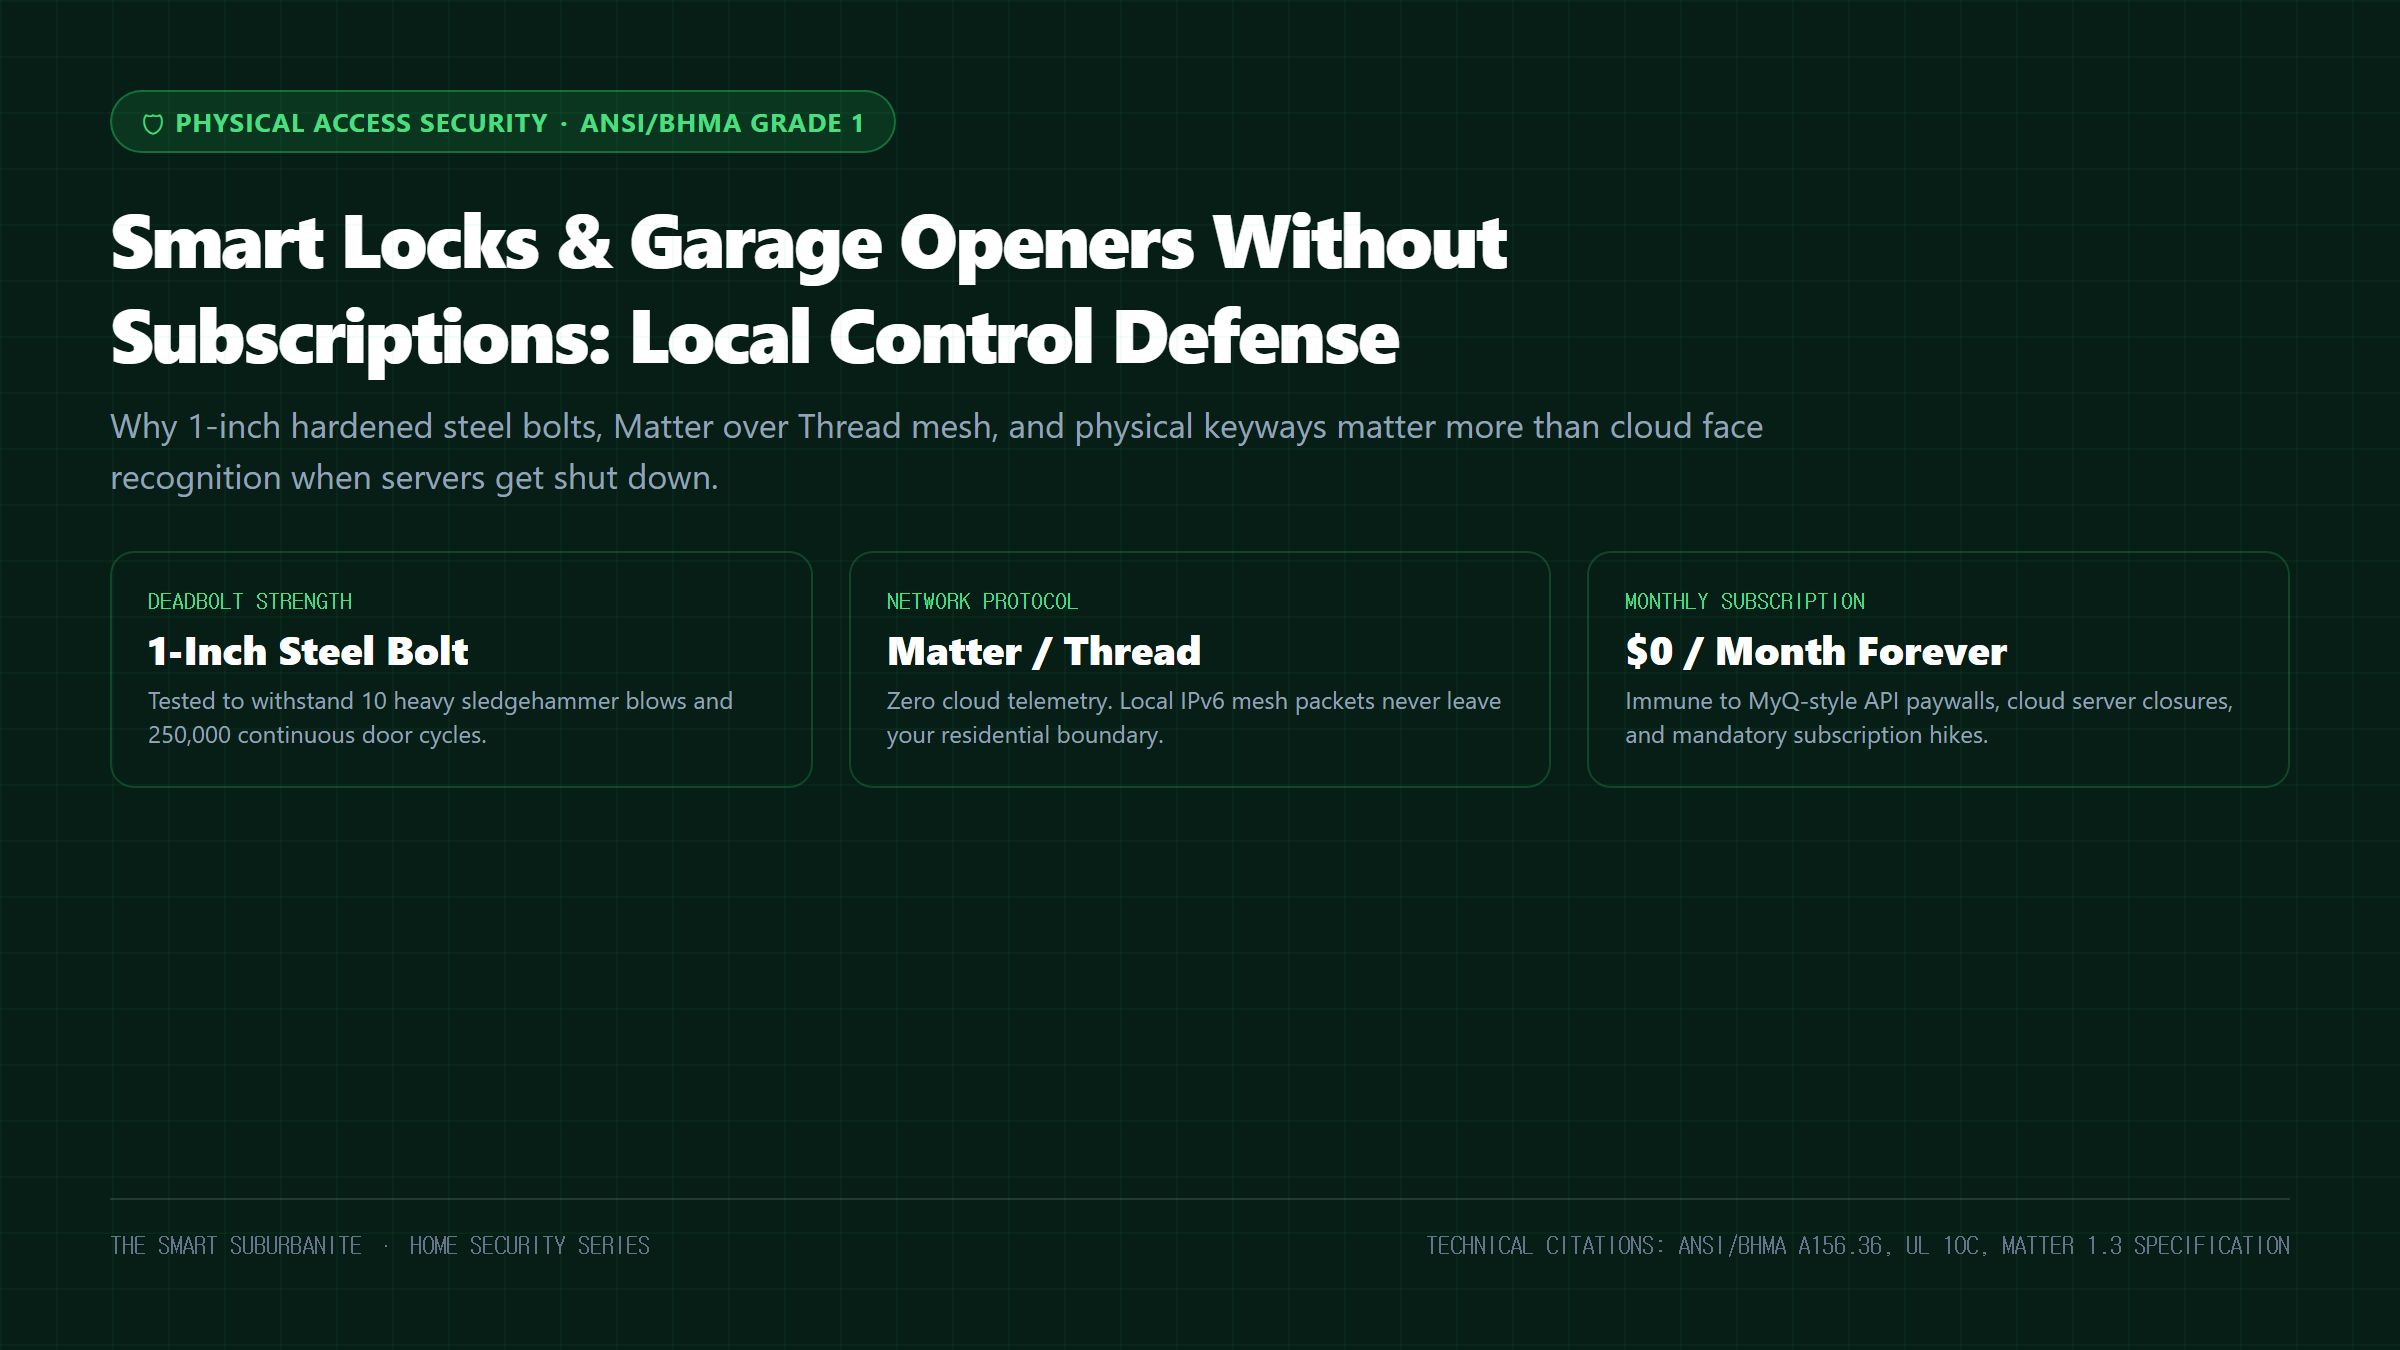 PHYSICAL ACCESS SECURITY · ANSI/BHMA GRADE 1
Smart Locks & Garage Openers Without
Subscriptions: Local Control Defense
Why 1-inch hardened steel bolts, Matter over Thread mesh, and physical keyways matter more than cloud face
recognition when servers get shut down.
DEADBOLT STRENGTH
1-Inch Steel Bolt
Tested to withstand 10 heavy sledgehammer blows and
250,000 continuous door cycles.
NETWORK PROTOCOL
Matter / Thread
Zero cloud telemetry. Local IPv6 mesh packets never leave
your residential boundary.
MONTHLY SUBSCRIPTION
$0 / Month Forever
Immune to MyQ-style API paywalls, cloud server closures,
and mandatory subscription hikes.
THE SMART SUBURBANITE · HOME SECURITY SERIES
TECHNICAL CITATIONS: ANSI/BHMA A156.36, UL 10C, MATTER 1.3 SPECIFICATION